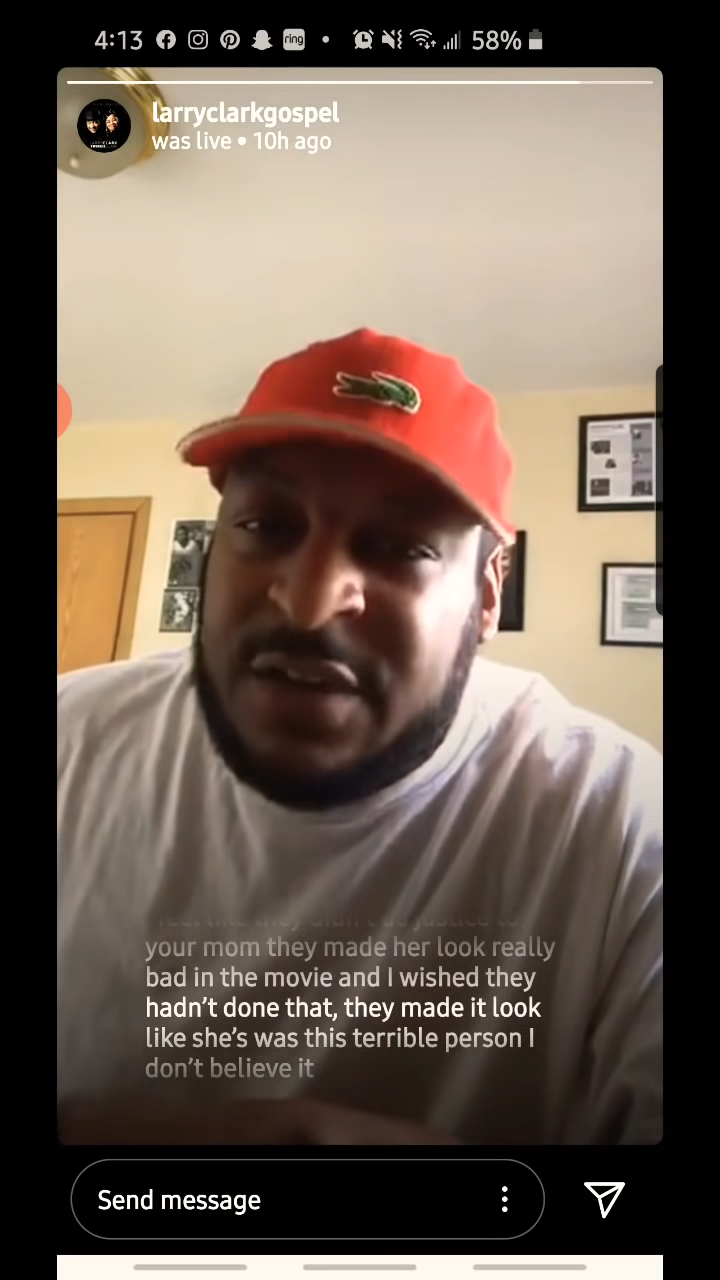 4:13
ring
58%
larryclarkgospel
was live • 10h ago
your mom they made her look really
bad in the movie and I wished they
hadn't done that, they made it look
like she's was this terrible person I
don't believe it
Send message